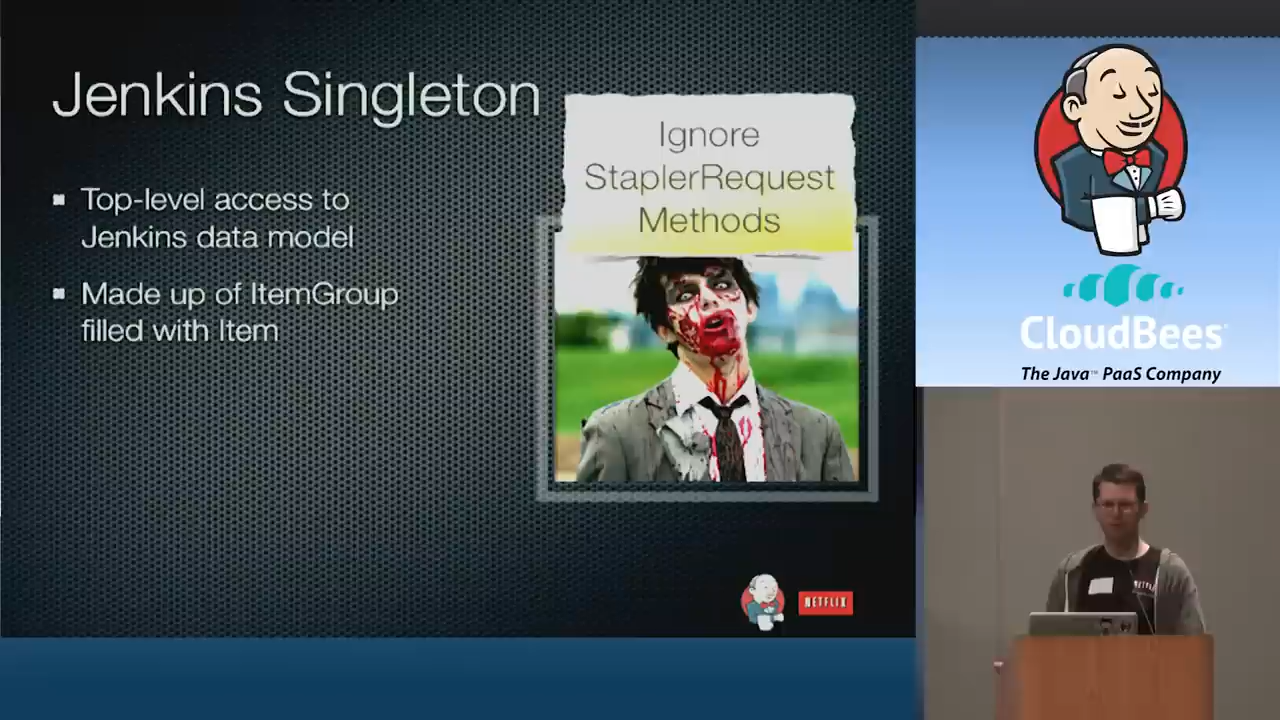 Jenkins Singleton
Top-level access to
Jenkins data model
Made up of ItemGroup
filled with Item
Ignore
StaplerRequest
Methods
NETFLIX
CloudBees
The Java™ PaaS Company
NETFLIX